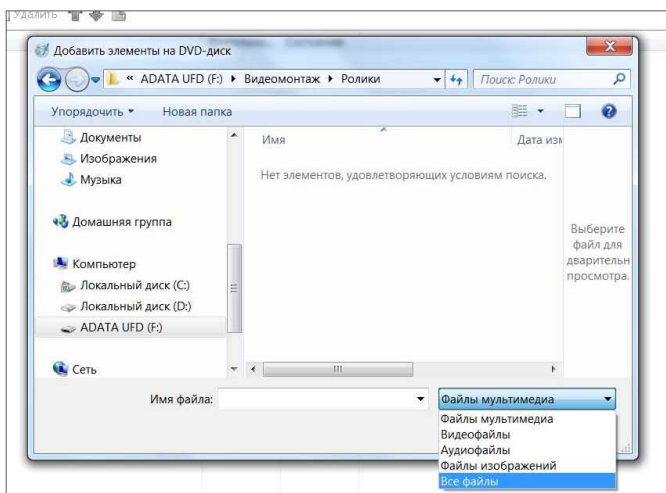 Удалить
Добавить элементы на DVD-диск
« ADATA UFD (F:) ▸ Видеомонтаж ▸ Ролики
Поиск: Ролики
Упорядочить
Новая папка
Документы
Изображения
Музыка
Домашняя группа
Компьютер
Локальный диск (C:)
Локальный диск (D:)
ADATA UFD (F:)
Сеть
Имя
Дата изм
Нет элементов, удовлетворяющих условиям поиска.
Выберите
файл для
дварительн
просмотра.
Имя файла:
Файлы мультимедиа
Файлы мультимедиа
Видеофайлы
Аудиофайлы
Файлы изображений
Все файлы